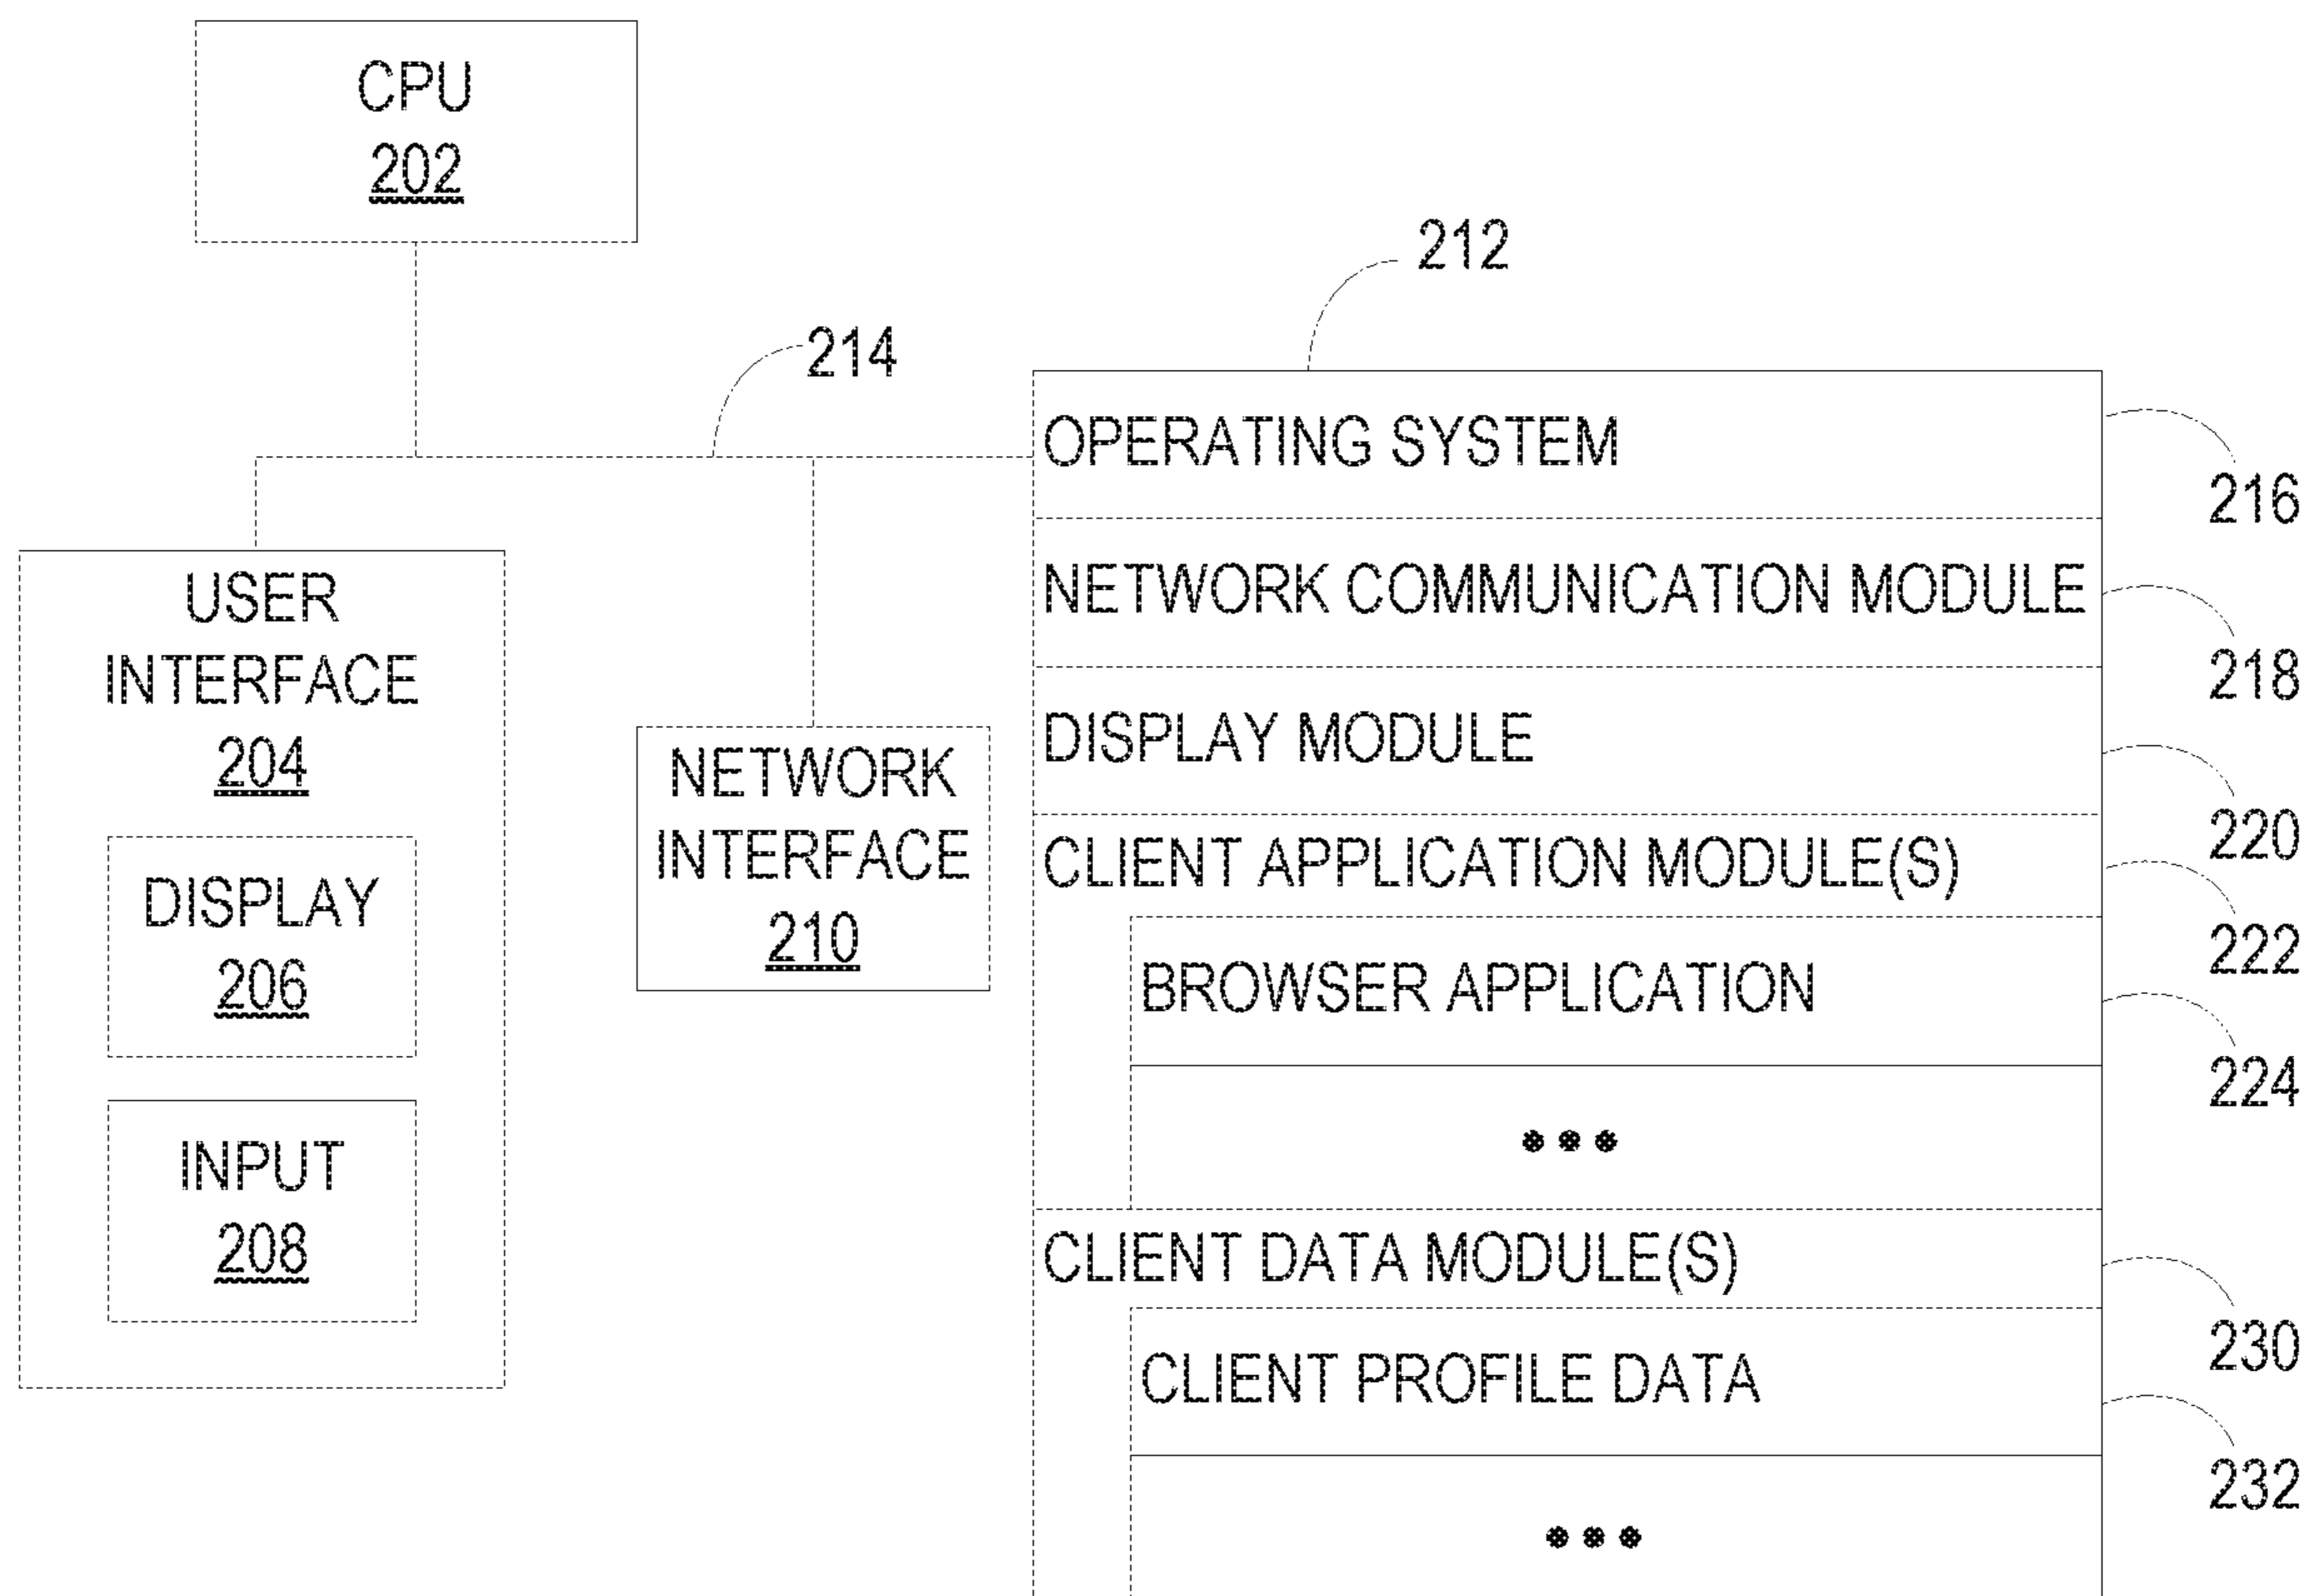 CPU
202
212
214
OPERATING SYSTEM
216
NETWORK COMMUNICATION MODULE
218
DISPLAY MODULE
220
CLIENT APPLICATION MODULE(S)
222
BROWSER APPLICATION
224
•••
CLIENT DATA MODULE(S)
230
CLIENT PROFILE DATA
232
•••
USER
INTERFACE
204
DISPLAY
206
INPUT
208
NETWORK
INTERFACE
210